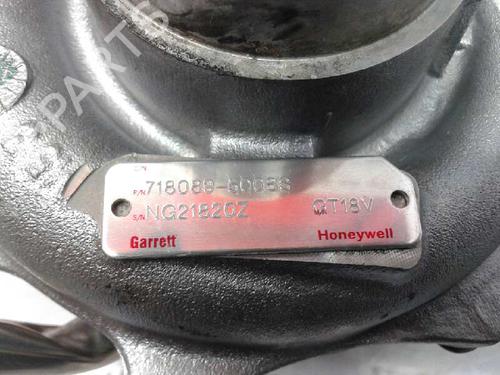 P/N 718089-5008S
S/N NG21820Z GT18V
Garrett Honeywell
PARTS